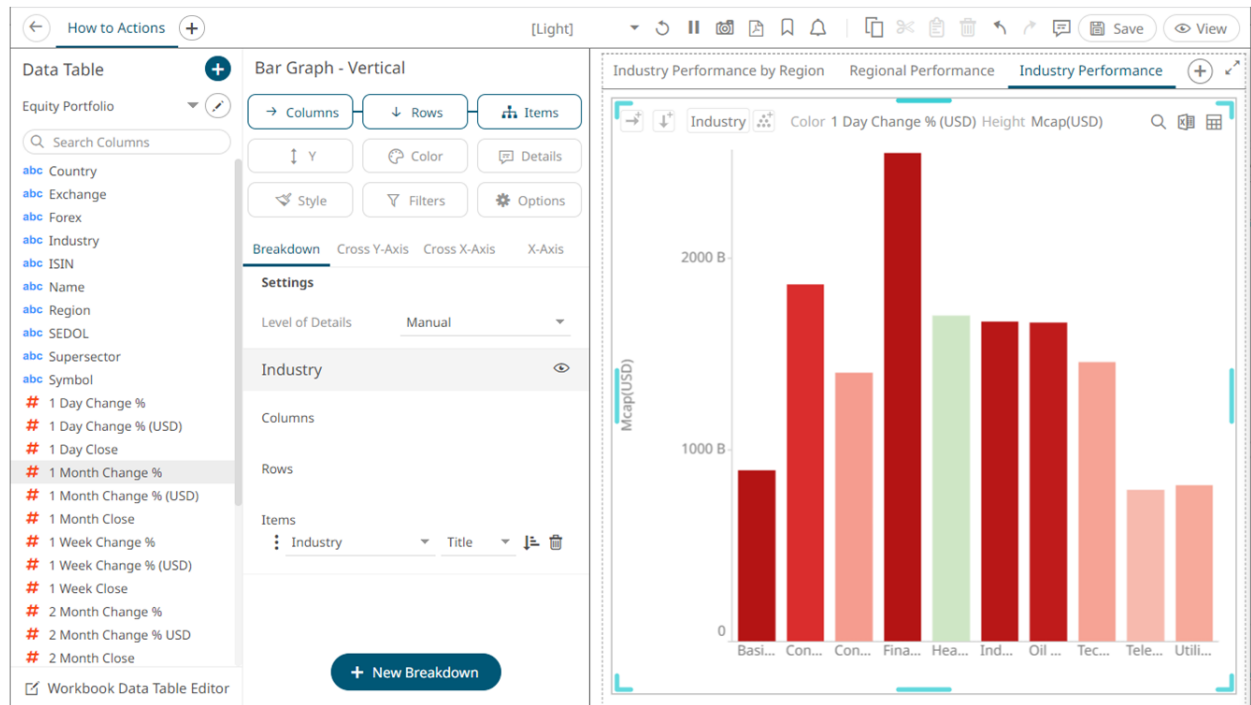 How to Actions
[Light]
Save
View
Data Table
Equity Portfolio
Search Columns
abc Country
abc Exchange
abc Forex
abc Industry
abc ISIN
abc Name
abc Region
abc SEDOL
abc Supersector
abc Symbol
# 1 Day Change %
# 1 Day Change % (USD)
# 1 Day Close
# 1 Month Change %
# 1 Month Change % (USD)
# 1 Month Close
# 1 Week Change %
# 1 Week Change % (USD)
# 1 Week Close
# 2 Month Change %
# 2 Month Change % USD
# 2 Month Close
Workbook Data Table Editor
Bar Graph - Vertical
Columns
Rows
Items
Y
Color
Details
Style
Filters
Options
Breakdown Cross Y-Axis Cross X-Axis X-Axis
Settings
Level of Details Manual
Industry
Columns
Rows
Items
Industry Title
+ New Breakdown
Industry Performance by Region Regional Performance Industry Performance
Industry Color 1 Day Change % (USD) Height Mcap(USD)
Mcap(USD)
2000 B
1000 B
0
Basi... Con... Con... Fina... Hea... Ind... Oil ... Tec... Tele... Utili...